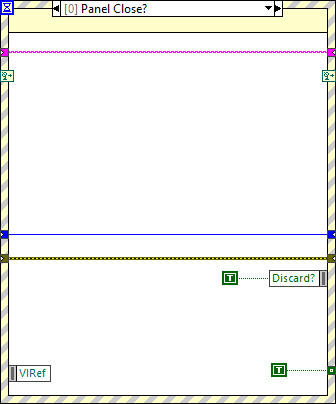 [0] Panel Close?
T
Discard?
VIRef
T